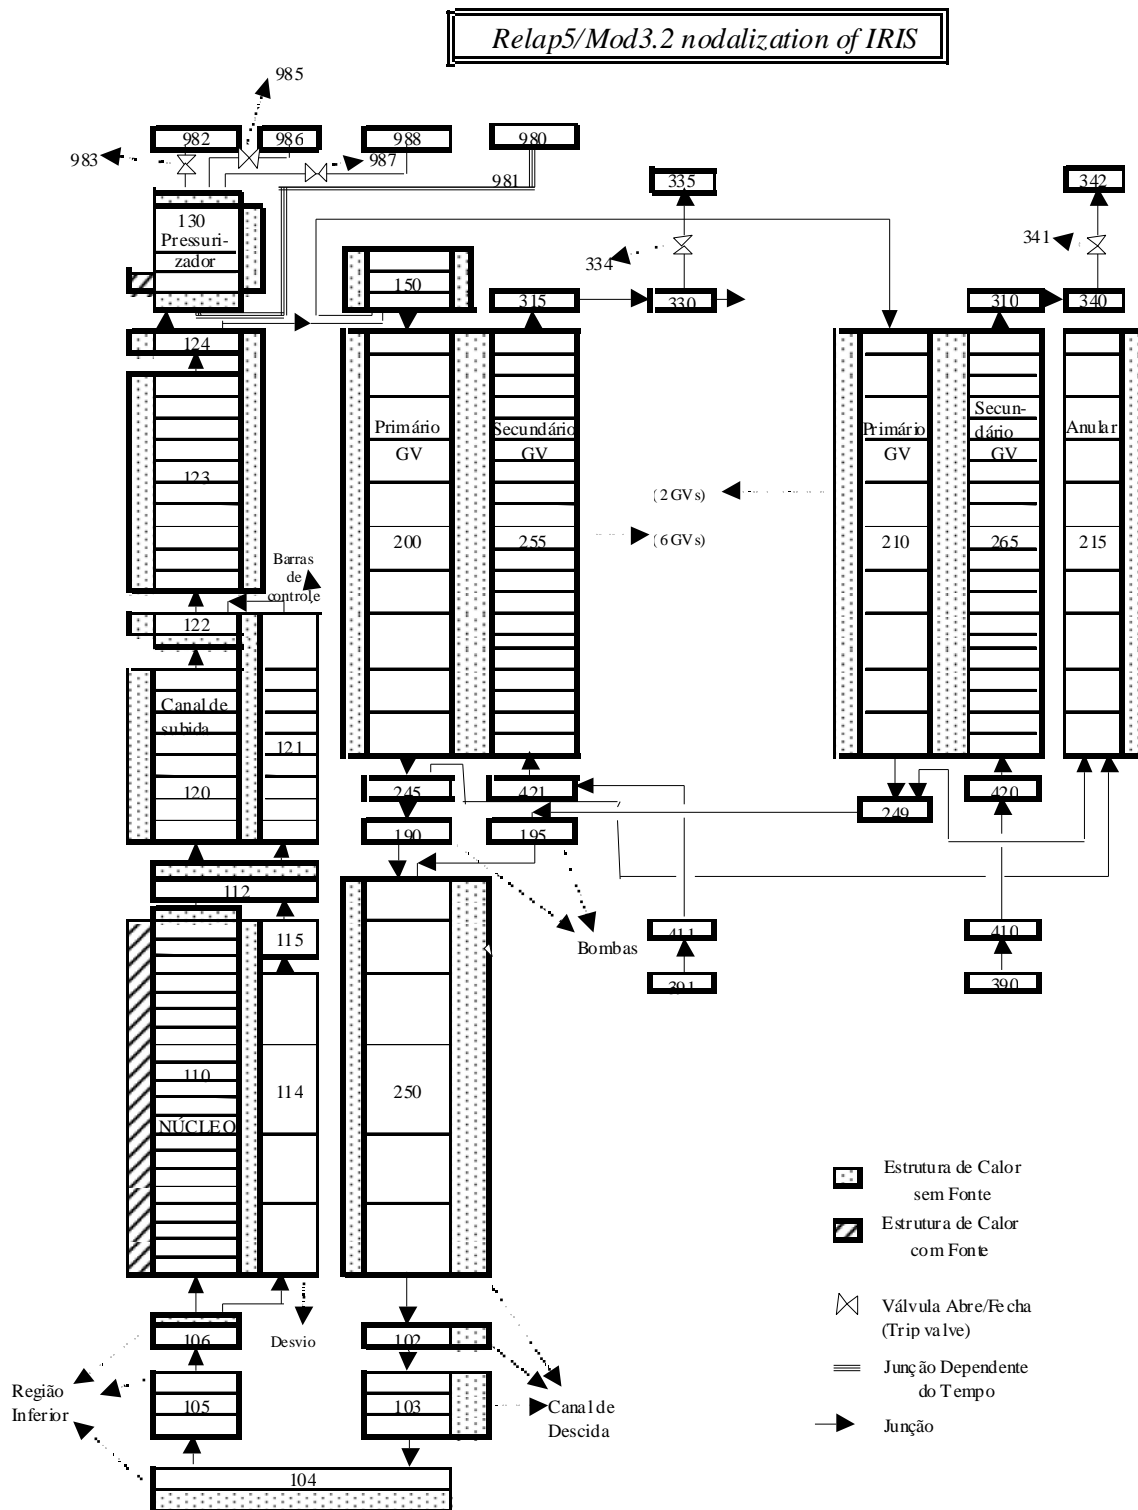 Relap5/Mod3.2 nodalization of IRIS
985
982
986
988
980
983
987
981
335
342
130
Pressuri-
zador
334
341
150
315
330
310
340
124
Primário
GV
Secundário
GV
Primário
GV
Secun-
dário
GV
Anular
123
(2 GVs)
(6 GVs)
200
255
210
265
215
Barras
de
controle
122
Canal de
subida
121
120
245
421
420
249
190
195
112
115
Bombas
411
410
391
390
110
NÚCLEO
114
250
Estrutura de Calor
sem Fonte
Estrutura de Calor
com Fonte
Válvula Abre/Fecha
(Trip valve)
Junção Dependente
do Tempo
Junção
106
Desvio
102
Região
Inferior
105
103
Canal de
Descida
104